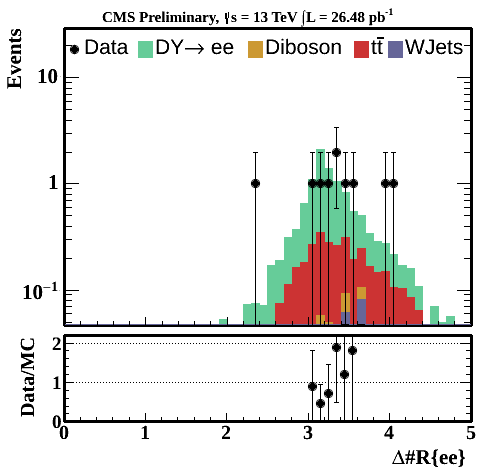 CMS Preliminary, √s = 13 TeV ∫L = 26.48 pb⁻¹
Events
Data DY→ ee Diboson tt̄ WJets
10
1
10⁻¹
Data/MC
2
1
0
0 1 2 3 4 5
Δ#R{ee}